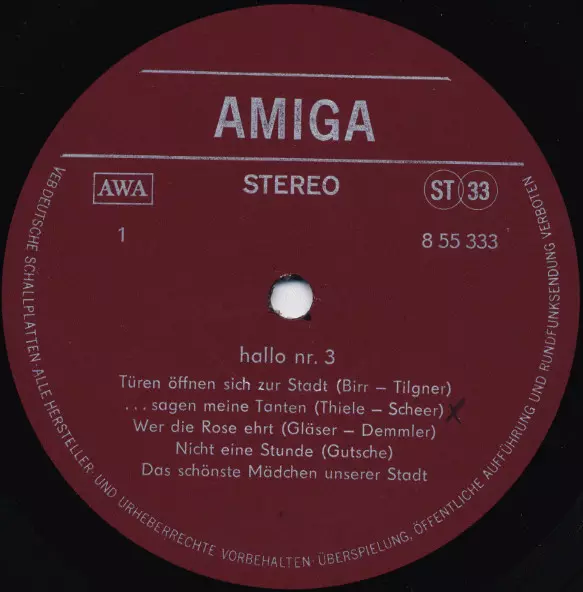 AMIGA
STEREO
AWA
ST 33
1
8 55 333
hallo nr. 3
Türen öffnen sich zur Stadt (Birr – Tilgner)
... sagen meine Tanten (Thiele – Scheer) x
Wer die Rose ehrt (Gläser – Demmler)
Nicht eine Stunde (Gutsche)
Das schönste Mädchen unserer Stadt
VEB DEUTSCHE SCHALLPLATTEN · ALLE HERSTELLER- UND URHEBERRECHTE VORBEHALTEN · ÜBERSPIELUNG, ÖFFENTLICHE AUFFÜHRUNG UND RUNDFUNKSENDUNG VERBOTEN